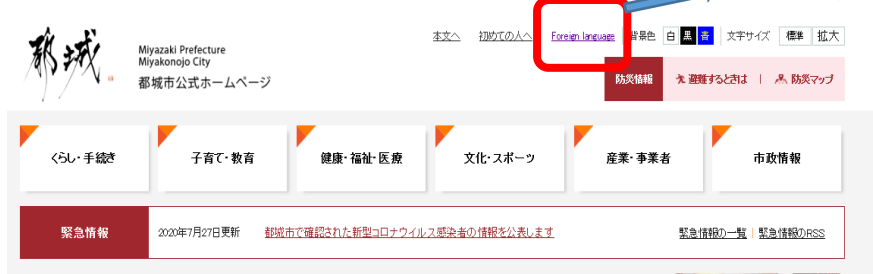 本文へ 初めての人へ Foreign language 背景色 白 黒 青 文字サイズ 標準 拡大
都城
Miyazaki Prefecture
Miyakonojo City
都城市公式ホームページ
防災情報 避難するときは | 防災マップ
くらし・手続き 子育て・教育 健康・福祉・医療 文化・スポーツ 産業・事業者 市政情報
緊急情報 2020年7月27日更新 都城市で確認された新型コロナウイルス感染者の情報を公表します 緊急情報の一覧 | 緊急情報のRSS